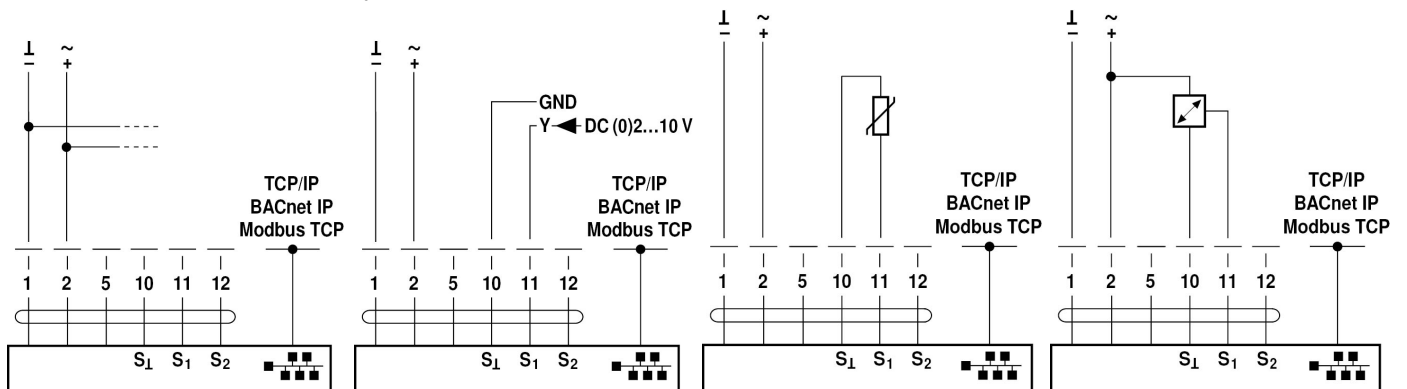 ⊥ ~
− +
TCP/IP
BACnet IP
Modbus TCP
1 2 5 10 11 12
S⊥ S1 S2
⊥ ~
− +
GND
Y DC (0)2...10 V
TCP/IP
BACnet IP
Modbus TCP
1 2 5 10 11 12
S⊥ S1 S2
⊥ ~
− +
TCP/IP
BACnet IP
Modbus TCP
1 2 5 10 11 12
S⊥ S1 S2
⊥ ~
− +
TCP/IP
BACnet IP
Modbus TCP
1 2 5 10 11 12
S⊥ S1 S2